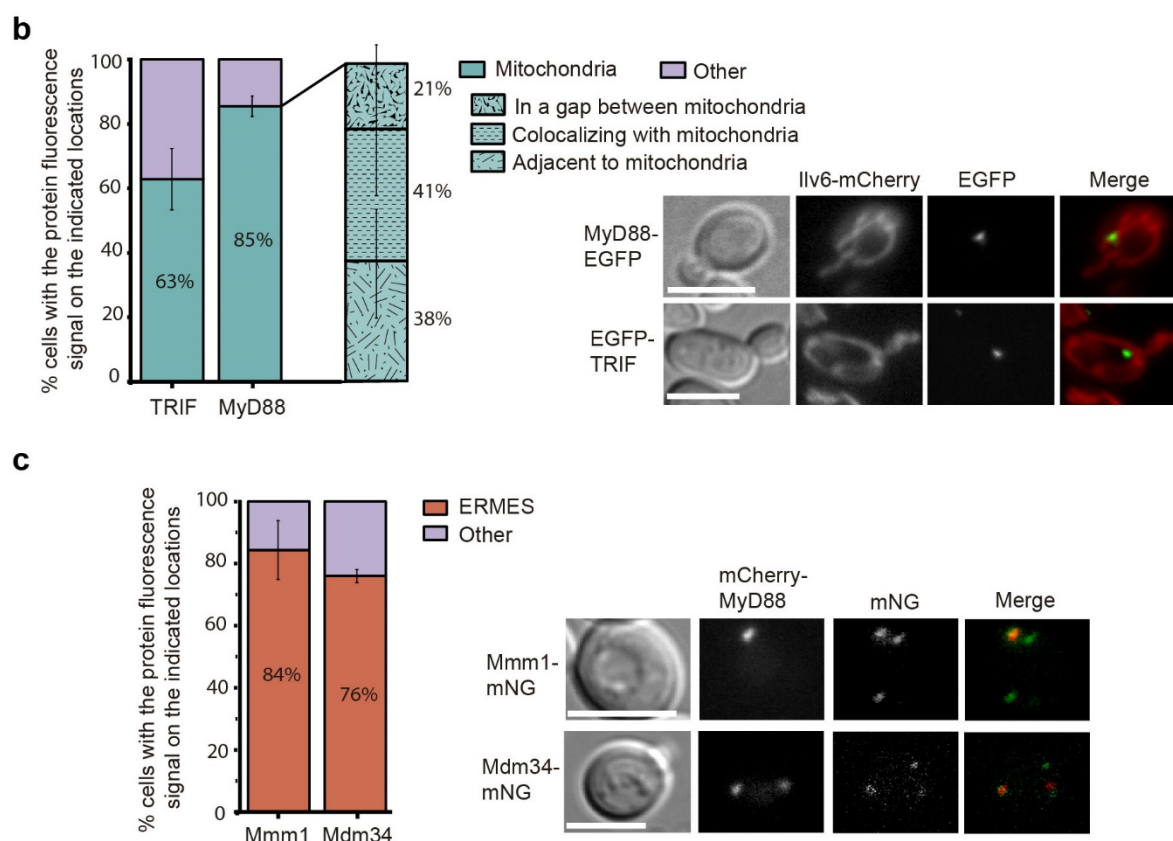 b
% cells with the protein fluorescence
signal on the indicated locations
100
80
60
40
20
0
63%
85%
TRIF
MyD88
21%
41%
38%
Mitochondria
Other
In a gap between mitochondria
Colocalizing with mitochondria
Adjacent to mitochondria
Ilv6-mCherry
EGFP
Merge
MyD88-
EGFP
EGFP-
TRIF
c
% cells with the protein fluorescence
signal on the indicated locations
100
80
60
40
20
0
84%
76%
Mmm1
Mdm34
ERMES
Other
mCherry-
MyD88
mNG
Merge
Mmm1-
mNG
Mdm34-
mNG